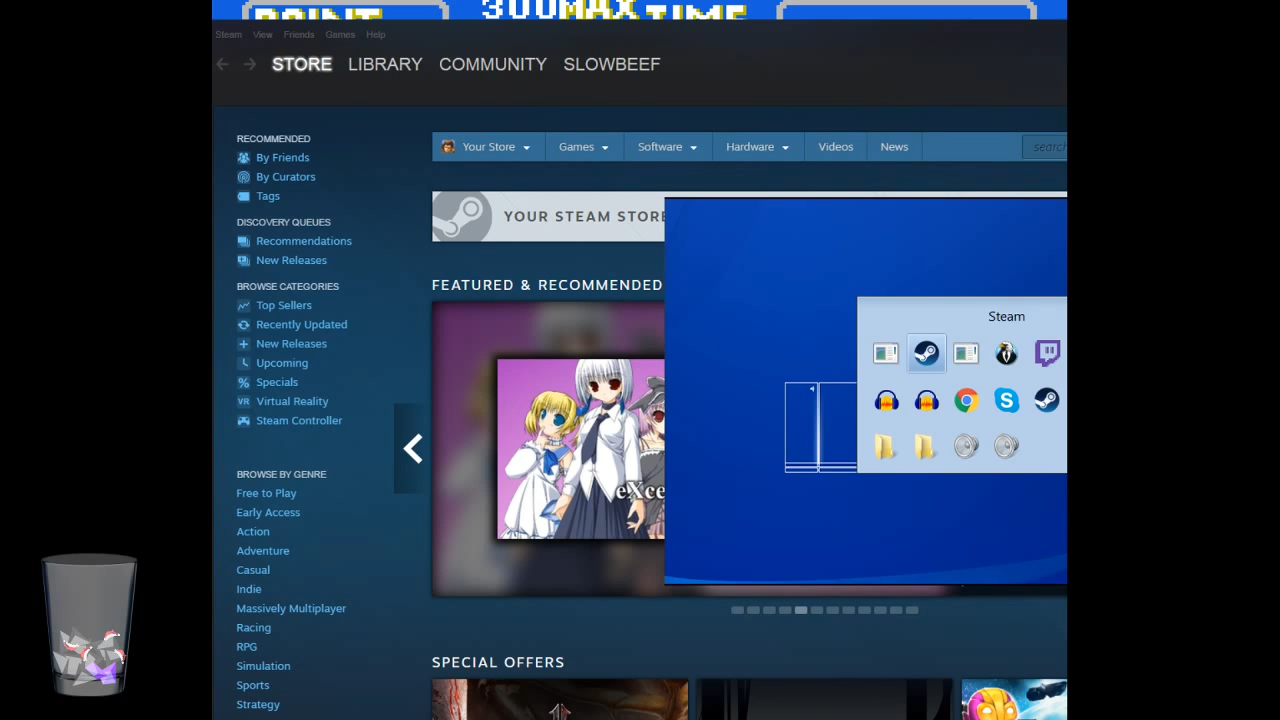 300MAX
POINT TIME
Steam View Friends Games Help
STORE LIBRARY COMMUNITY SLOWBEEF
RECOMMENDED
By Friends
By Curators
Tags
DISCOVERY QUEUES
Recommendations
New Releases
BROWSE CATEGORIES
Top Sellers
Recently Updated
New Releases
Upcoming
Specials
VR Virtual Reality
Steam Controller
BROWSE BY GENRE
Free to Play
Early Access
Action
Adventure
Casual
Indie
Massively Multiplayer
Racing
RPG
Simulation
Sports
Strategy
Your Store Games Software Hardware Videos News search
YOUR STEAM STORE
FEATURED & RECOMMENDED
eXce
Steam
S
SPECIAL OFFERS